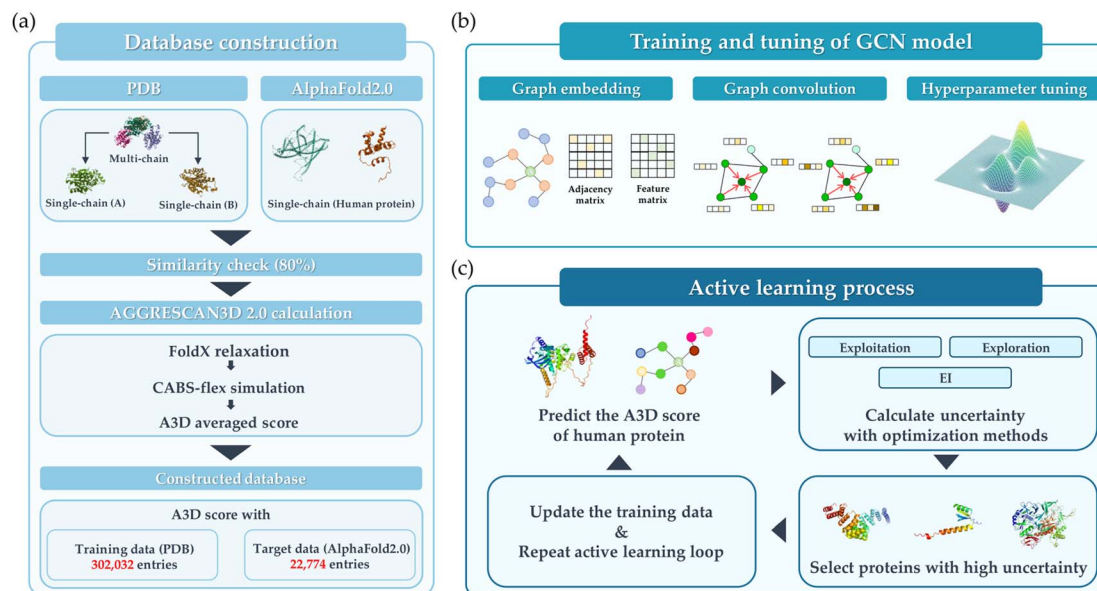 (a)
Database construction
PDB
AlphaFold2.0
Multi-chain
Single-chain (A)
Single-chain (B)
Single-chain (Human protein)
Similarity check (80%)
AGGRESCAN3D 2.0 calculation
FoldX relaxation
CABS-flex simulation
A3D averaged score
Constructed database
A3D score with
Training data (PDB)
302,032 entries
Target data (AlphaFold2.0)
22,774 entries
(b)
Training and tuning of GCN model
Graph embedding
Graph convolution
Hyperparameter tuning
Adjacency
matrix
Feature
matrix
(c)
Active learning process
Predict the A3D score
of human protein
Exploitation
Exploration
EI
Calculate uncertainty
with optimization methods
Update the training data
&
Repeat active learning loop
Select proteins with high uncertainty